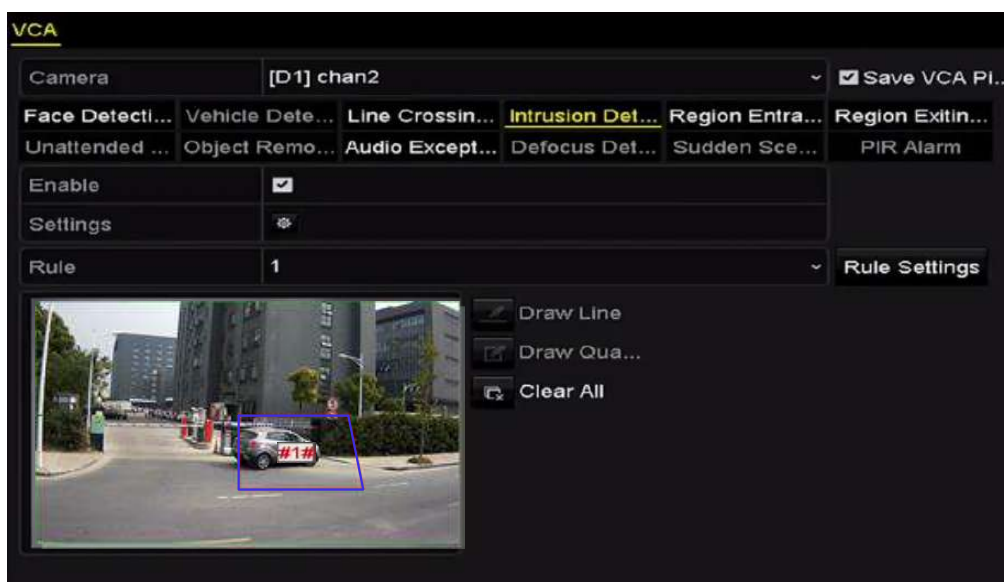 VCA
Camera [D1] chan2 Save VCA Pi...
Face Detecti... Vehicle Dete... Line Crossin... Intrusion Det... Region Entra... Region Exitin...
Unattended ... Object Remo... Audio Except... Defocus Det... Sudden Sce... PIR Alarm
Enable
Settings
Rule 1 Rule Settings
Draw Line
Draw Qua...
Clear All
#1#